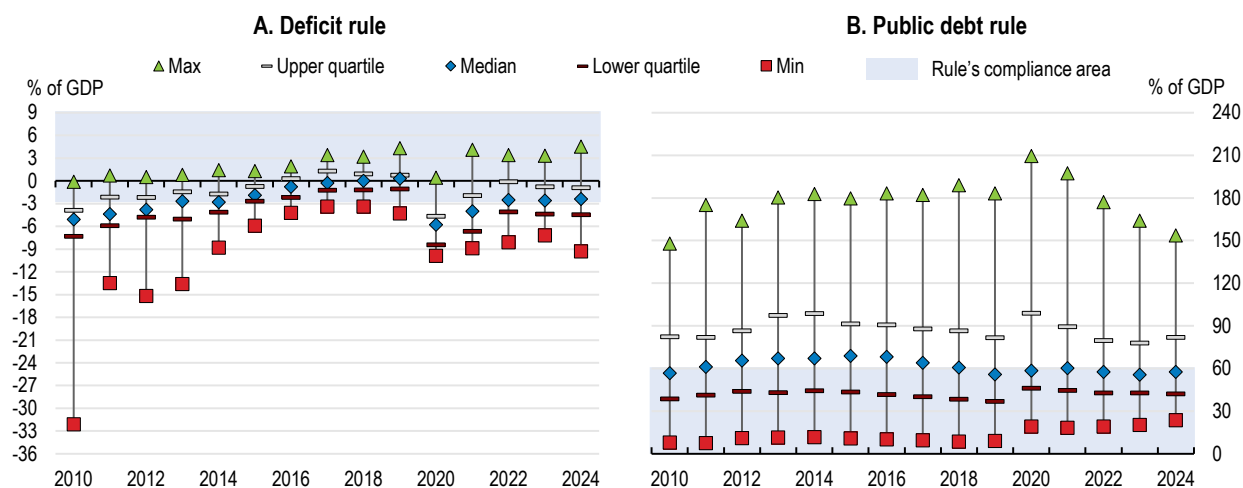 A. Deficit rule
B. Public debt rule
Max
Upper quartile
Median
Lower quartile
Min
Rule's compliance area
% of GDP
9
6
3
0
-3
-6
-9
-12
-15
-18
-21
-24
-27
-30
-33
-36
2010 2012 2014 2016 2018 2020 2022 2024
% of GDP
240
210
180
150
120
90
60
30
0
2010 2012 2014 2016 2018 2020 2022 2024